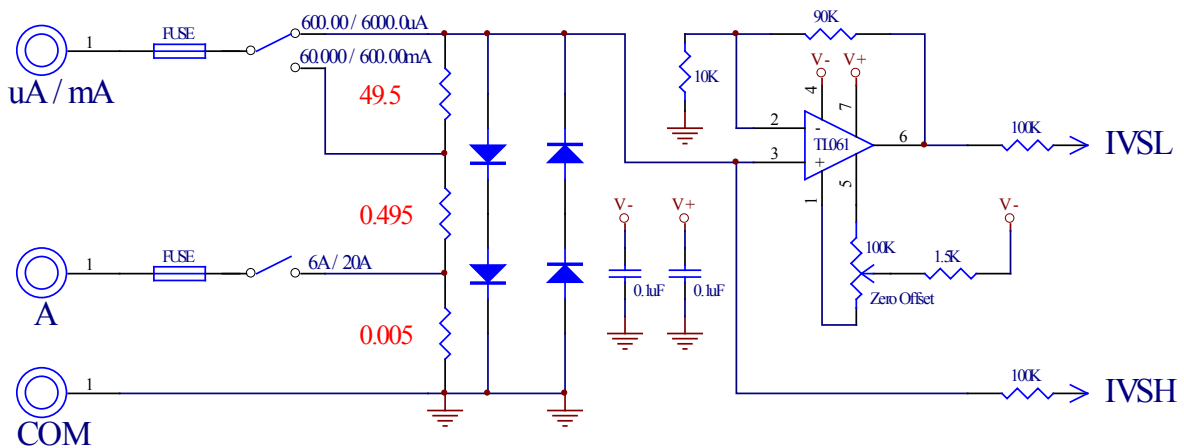 600.00 / 6000.0uA
FUSE
1
uA / mA
60.000 / 600.00mA
49.5
90K
10K
V-
V+
4
7
2
-
TL061
6
3
+
1
5
100K
IVSL
0.495
V-
V+
V-
FUSE
1
6A / 20A
A
0.1uF
0.1uF
100K
1.5K
Zero Offset
0.005
1
COM
100K
IVSH